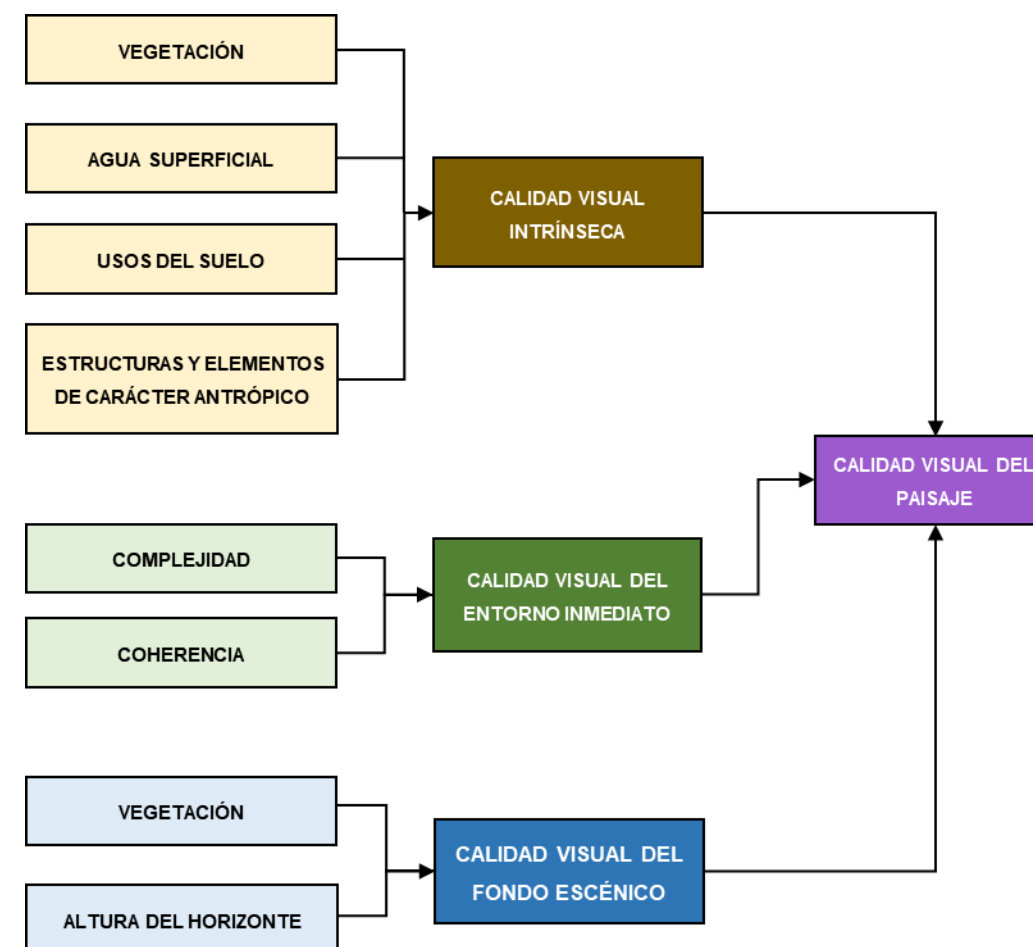 VEGETACIÓN
AGUA SUPERFICIAL
USOS DEL SUELO
ESTRUCTURAS Y ELEMENTOS
DE CARÁCTER ANTRÓPICO
CALIDAD VISUAL
INTRÍNSECA
COMPLEJIDAD
COHERENCIA
CALIDAD VISUAL DEL
ENTORNO INMEDIATO
VEGETACIÓN
ALTURA DEL HORIZONTE
CALIDAD VISUAL DEL
FONDO ESCÉNICO
CALIDAD VISUAL DEL
PAISAJE